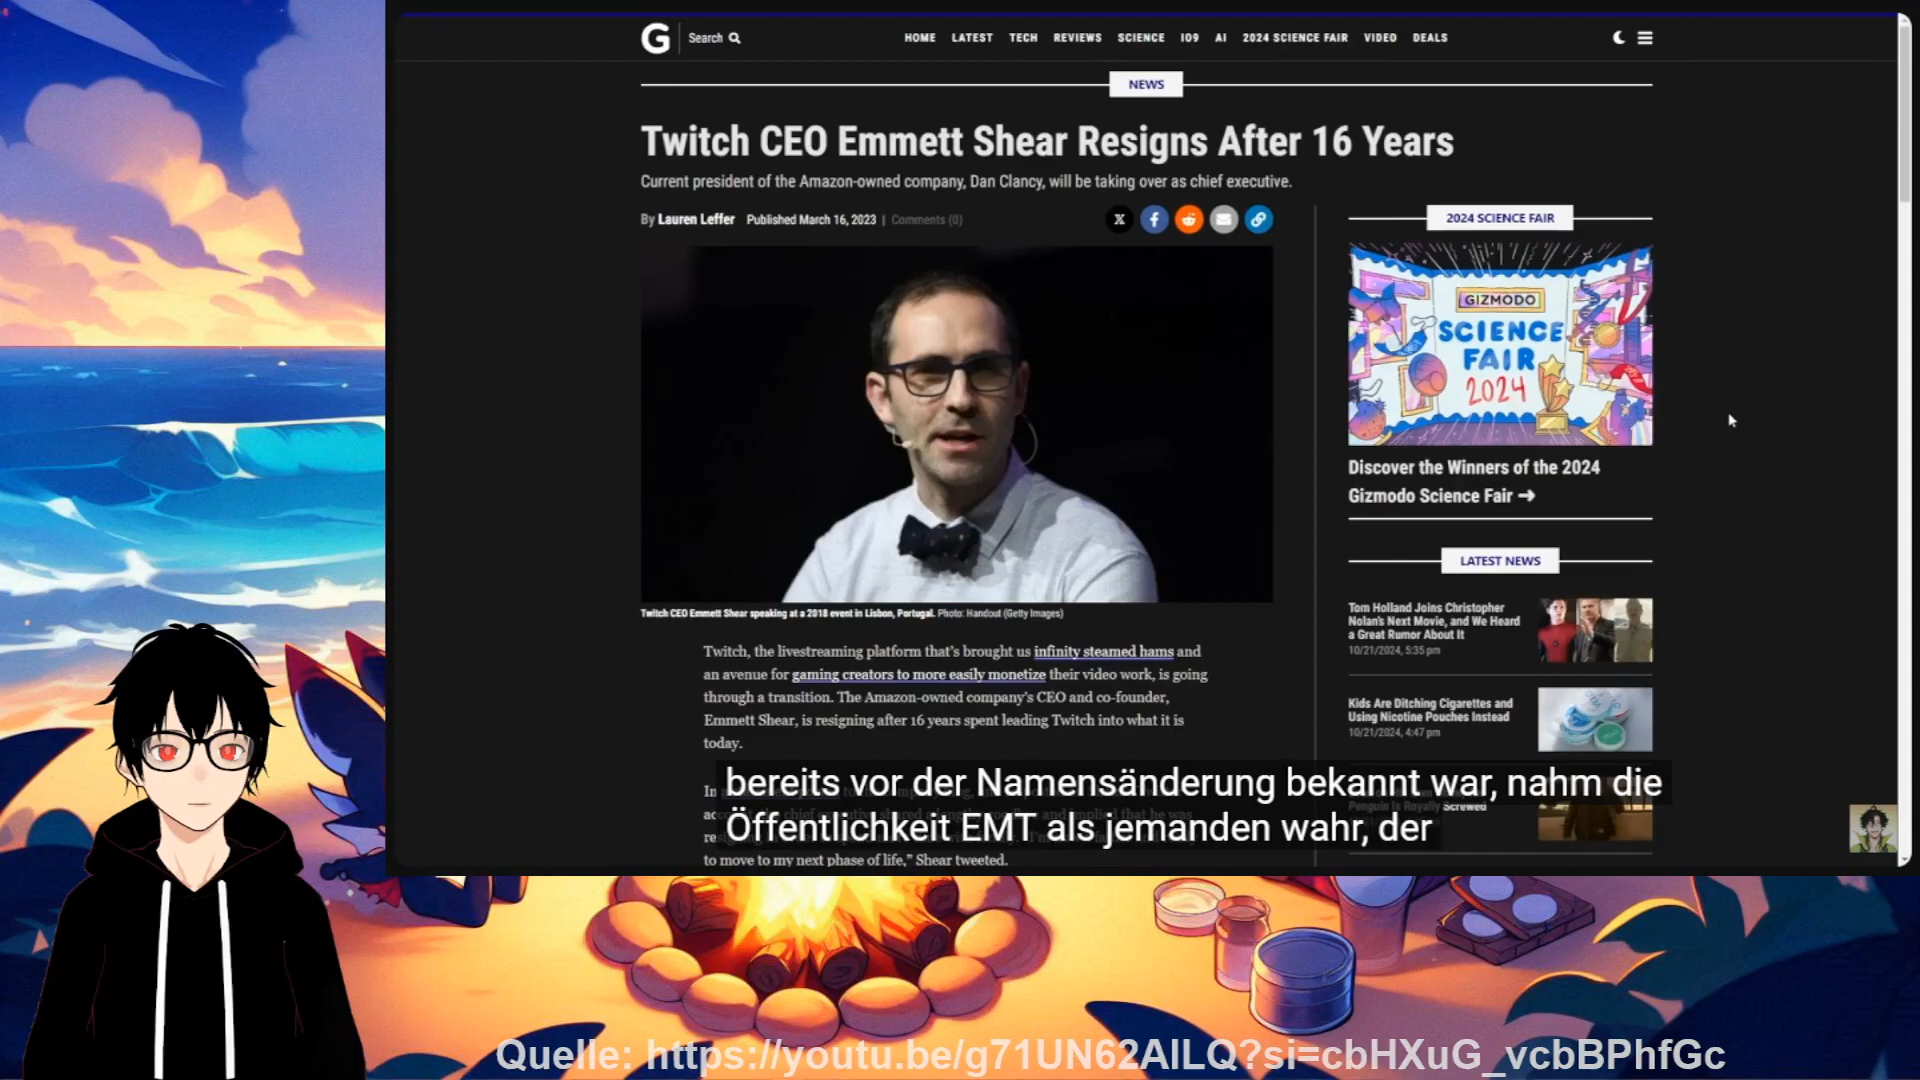 G
Search
HOME LATEST TECH REVIEWS SCIENCE IO9 AI 2024 SCIENCE FAIR VIDEO DEALS
NEWS
Twitch CEO Emmett Shear Resigns After 16 Years
Current president of the Amazon-owned company, Dan Clancy, will be taking over as chief executive.
By Lauren Leffer Published March 16, 2023 | Comments (0)
Twitch CEO Emmett Shear speaking at a 2018 event in Lisbon, Portugal. Photo: Handout (Getty Images)
Twitch, the livestreaming platform that's brought us infinity steamed hams and
an avenue for gaming creators to more easily monetize their video work, is going
through a transition. The Amazon-owned company's CEO and co-founder,
Emmett Shear, is resigning after 16 years spent leading Twitch into what it is
today.
In
to move to my next phase of life," Shear tweeted.
2024 SCIENCE FAIR
GIZMODO
SCIENCE
FAIR
2024
Discover the Winners of the 2024
Gizmodo Science Fair →
LATEST NEWS
Tom Holland Joins Christopher
Nolan's Next Movie, and We Heard
a Great Rumor About It
10/21/2024, 5:35 pm
Kids Are Ditching Cigarettes and
Using Nicotine Pouches Instead
10/21/2024, 4:47 pm
Penguin Is Royally Screwed
bereits vor der Namensänderung bekannt war, nahm die
Öffentlichkeit EMT als jemanden wahr, der
Quelle: https://youtu.be/g71UN62AILQ?si=cbHXuG_vcbBPhfGc